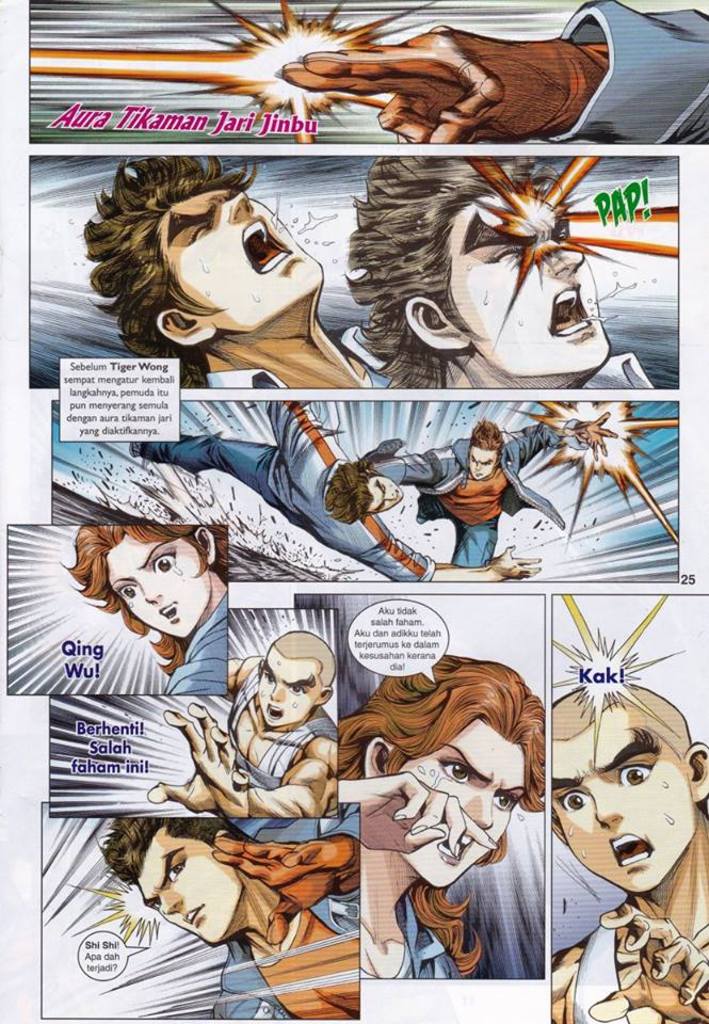 Aura Tikaman Jari Jinbu
PAP!
Sebelum Tiger Wong
sempat mengatur kembali
langkahnya, pemuda itu
pun menyerang semula
dengan aura tikaman jari
yang diaktifkannya.
25
Qing
Wu!
Berhenti!
Salah
faham ini!
Aku tidak
salah faham.
Aku dan adikku telah
terjerumus ke dalam
kesusahan kerana
dia!
Kak!
Shi Shi!
Apa dah
terjadi?